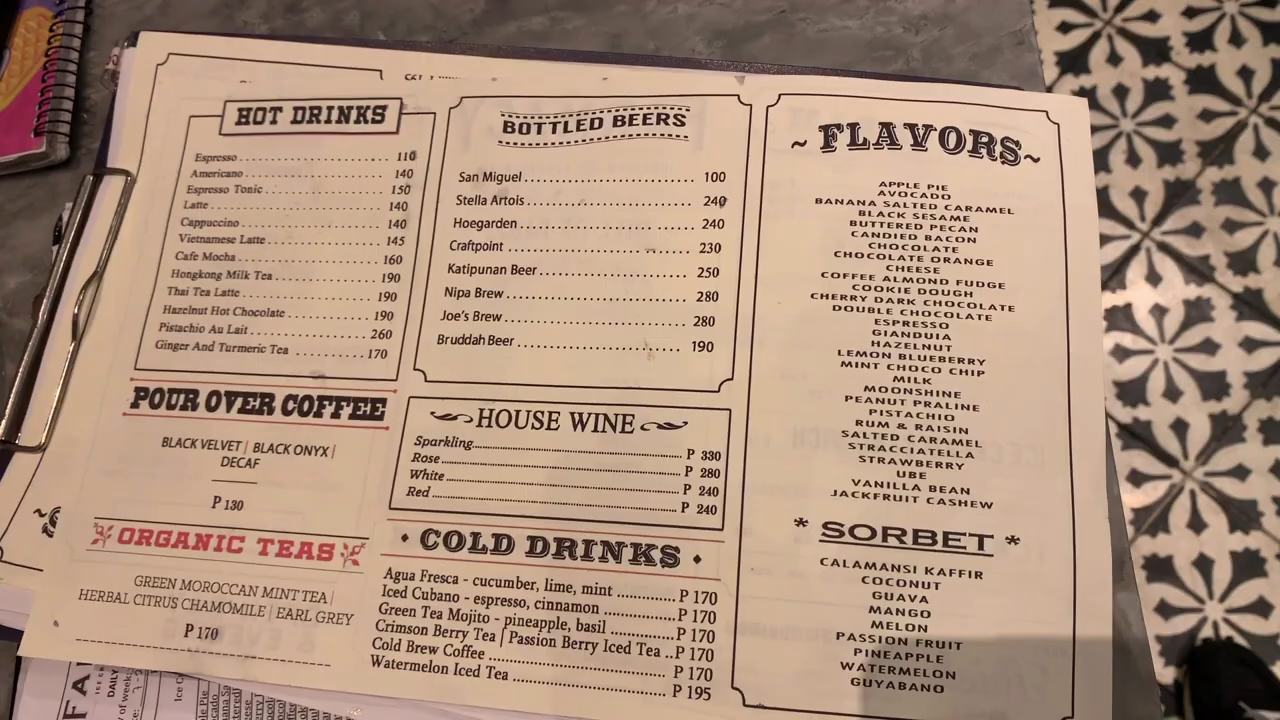 HOT DRINKS
Espresso 110
Americano 140
Espresso Tonic 150
Latte 140
Cappuccino 140
Vietnamese Latte 145
Cafe Mocha 160
Hongkong Milk Tea 190
Thai Tea Latte 190
Hazelnut Hot Chocolate 190
Pistachio Au Lait 260
Ginger And Turmeric Tea 170
POUR OVER COFFEE
BLACK VELVET | BLACK ONYX |
DECAF
P 130
ORGANIC TEAS
GREEN MOROCCAN MINT TEA |
HERBAL CITRUS CHAMOMILE | EARL GREY
P 170
BOTTLED BEERS
San Miguel 100
Stella Artois 240
Hoegarden 240
Craftpoint 230
Katipunan Beer 250
Nipa Brew 280
Joe's Brew 280
Bruddah Beer 190
HOUSE WINE
Sparkling P 330
Rose P 280
White P 240
Red P 240
COLD DRINKS
Agua Fresca - cucumber, lime, mint P 170
Iced Cubano - espresso, cinnamon P 170
Green Tea Mojito - pineapple, basil P 170
Crimson Berry Tea | Passion Berry Iced Tea P 170
Cold Brew Coffee P 170
Watermelon Iced Tea P 195
~ FLAVORS ~
APPLE PIE
AVOCADO
BANANA SALTED CARAMEL
BLACK SESAME
BUTTERED PECAN
CANDIED BACON
CHOCOLATE
CHOCOLATE ORANGE
CHEESE
COFFEE ALMOND FUDGE
COOKIE DOUGH
CHERRY DARK CHOCOLATE
DOUBLE CHOCOLATE
ESPRESSO
GIANDUIA
HAZELNUT
LEMON BLUEBERRY
MINT CHOCO CHIP
MILK
MOONSHINE
PEANUT PRALINE
PISTACHIO
RUM & RAISIN
SALTED CARAMEL
STRACCIATELLA
STRAWBERRY
UBE
VANILLA BEAN
JACKFRUIT CASHEW
* SORBET *
CALAMANSI KAFFIR
COCONUT
GUAVA
MANGO
MELON
PASSION FRUIT
PINEAPPLE
WATERMELON
GUYABANO
DAILY